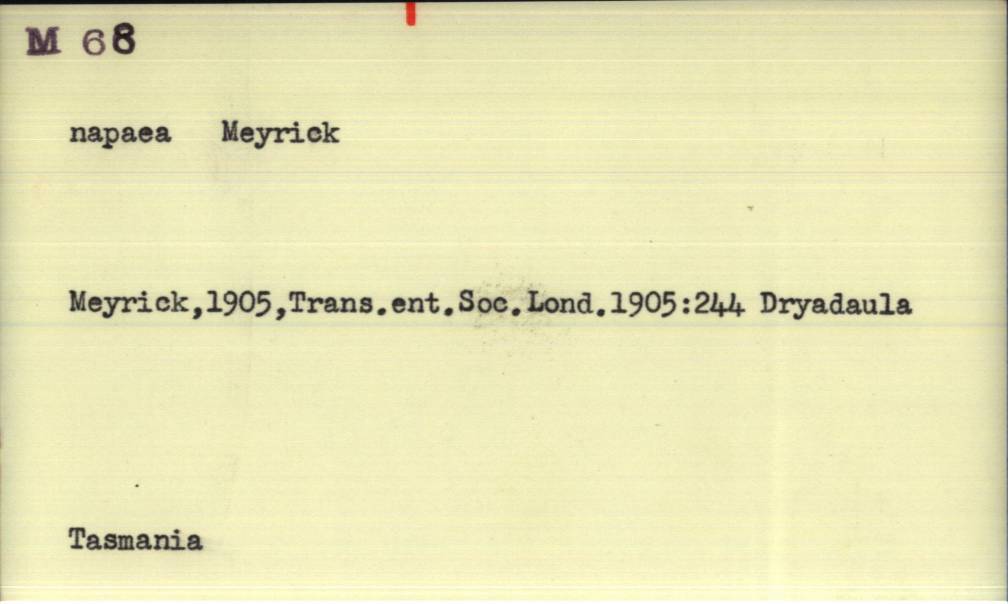 M 68
napaea Meyrick
Meyrick,1905,Trans.ent.Soc.Lond.1905:244 Dryadaula
Tasmania